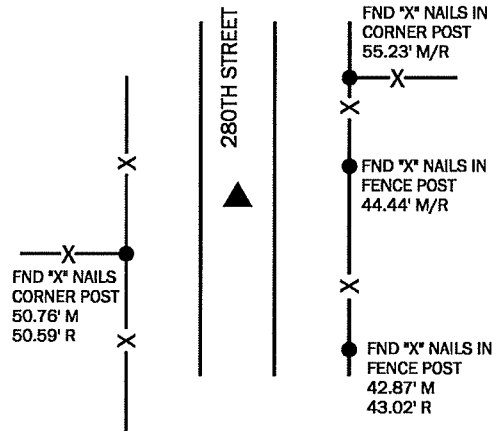 280TH STREET
FND "X" NAILS IN
CORNER POST
55.23' M/R
X
X
X
FND "X" NAILS IN
FENCE POST
44.44' M/R
X
X
FND "X" NAILS
CORNER POST
50.76' M
50.59' R
X
FND "X" NAILS IN
FENCE POST
42.87' M
43.02' R